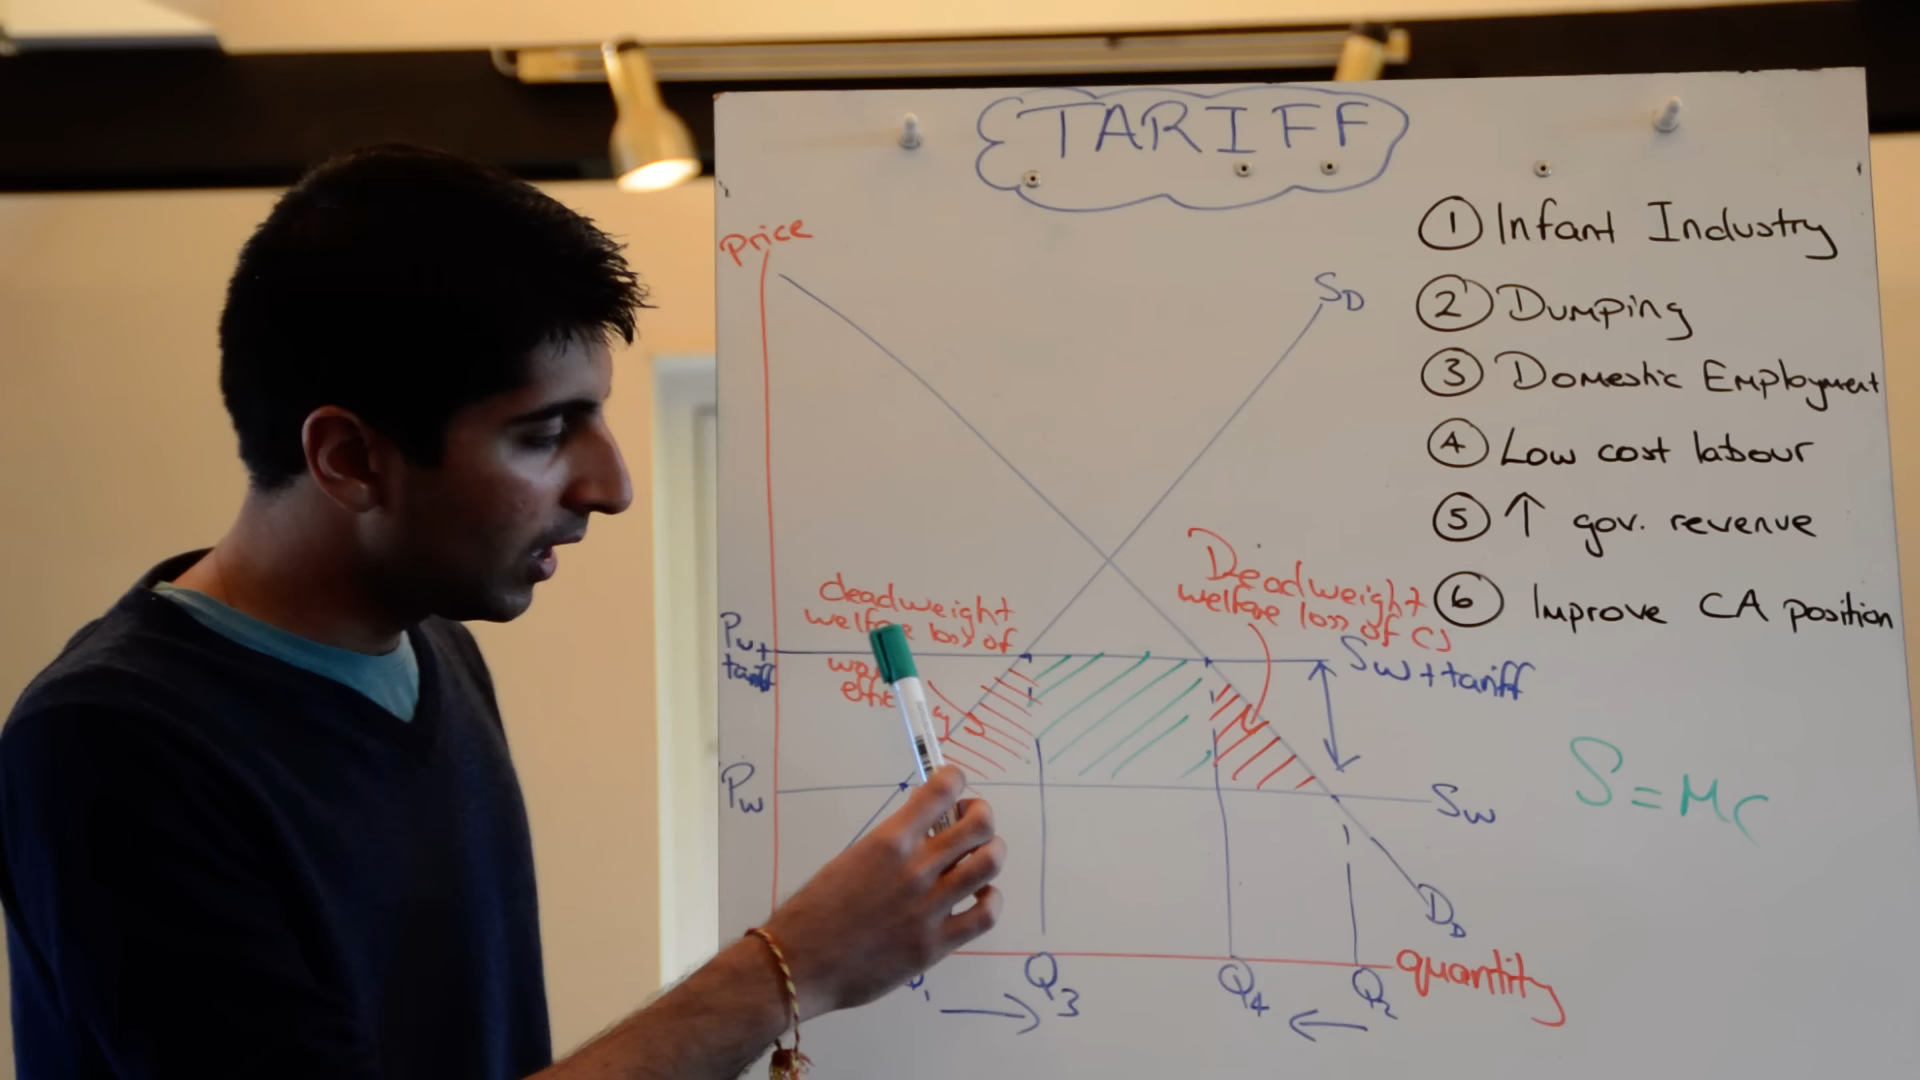 TARIFF
Price
SD
① Infant Industry
② Dumping
③ Domestic Employment
④ Low cost labour
⑤ ↑ gov. revenue
⑥ Improve CA position
deadweight
welfare loss of
Deadweight
welfare loss of CS
Pw+
tariff
Sw+tariff
Pw
Sw
S=MC
DD
quantity
Q3
Q4
Q2